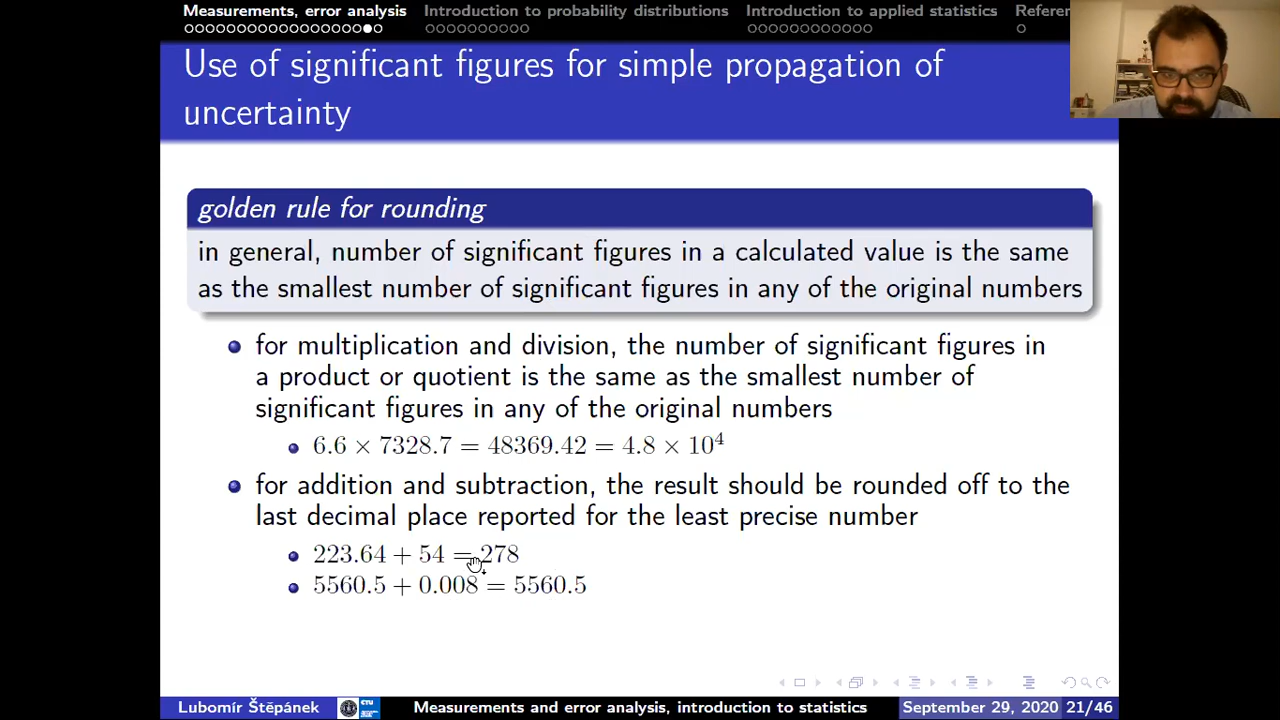 Measurements, error analysis Introduction to probability distributions Introduction to applied statistics Refere
Use of significant figures for simple propagation of
uncertainty
golden rule for rounding
in general, number of significant figures in a calculated value is the same
as the smallest number of significant figures in any of the original numbers
for multiplication and division, the number of significant figures in
a product or quotient is the same as the smallest number of
significant figures in any of the original numbers
6.6 × 7328.7 = 48369.42 = 4.8 × 10⁴
for addition and subtraction, the result should be rounded off to the
last decimal place reported for the least precise number
223.64 + 54 = 278
5560.5 + 0.008 = 5560.5
Lubomír Štěpánek CTU Measurements and error analysis, introduction to statistics September 29, 2020 21/46